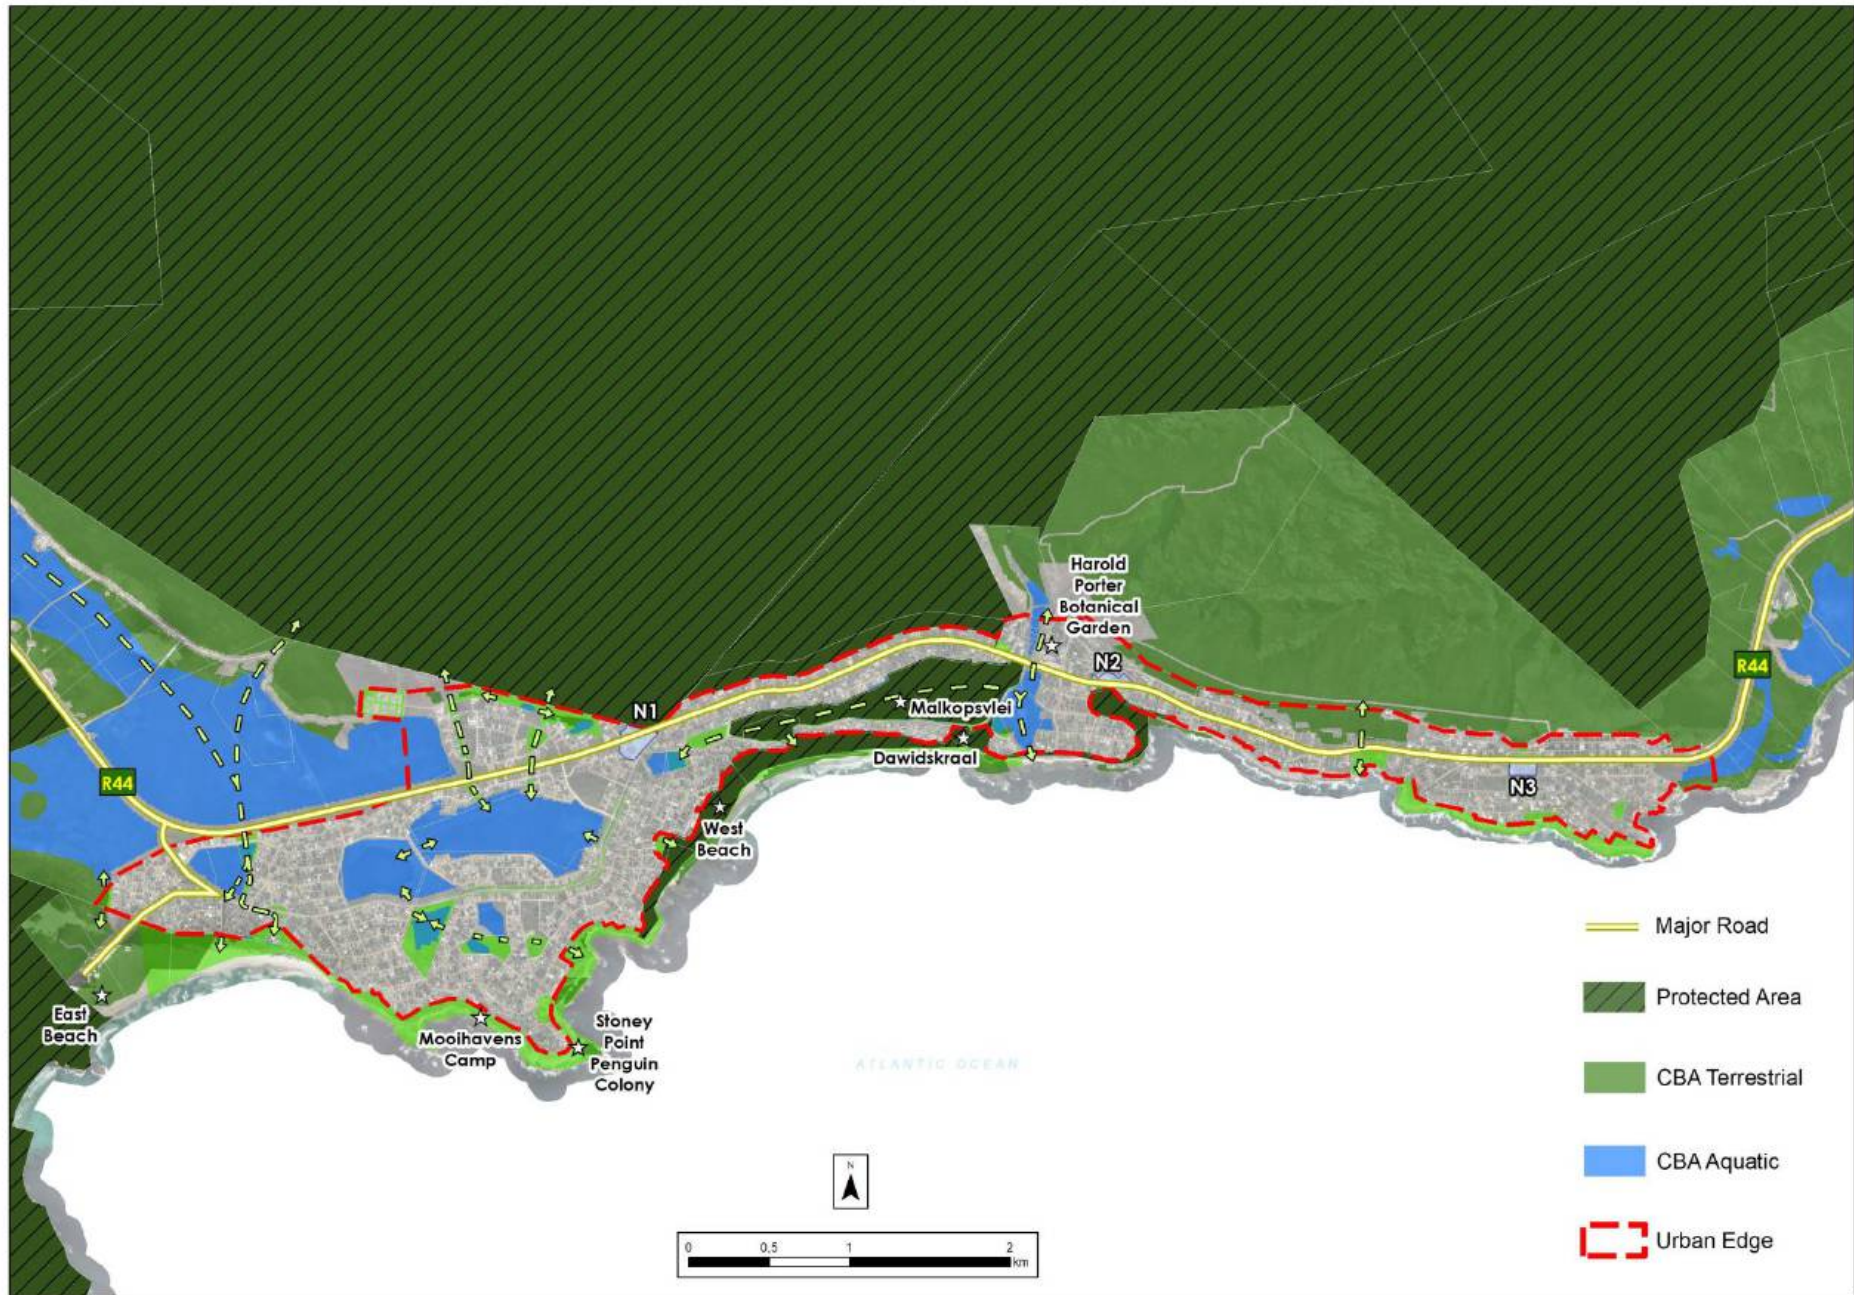 Harold
Porter
Botanical
Garden
N2
R44
N1
Malkopsvlei
Dawidskraal
R44
N3
West
Beach
Major Road
East
Beach
Mooihavens
Camp
Stoney
Point
Penguin
Colony
Protected Area
ATLANTIC OCEAN
CBA Terrestrial
CBA Aquatic
N
Urban Edge
0 0.5 1 2
km